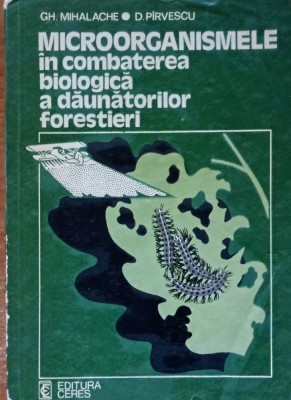 GH. MIHALACHE ● D. PÎRVESCU
MICROORGANISMELE
în combaterea
biologică
a dăunătorilor
forestieri
EDITURA
CERES